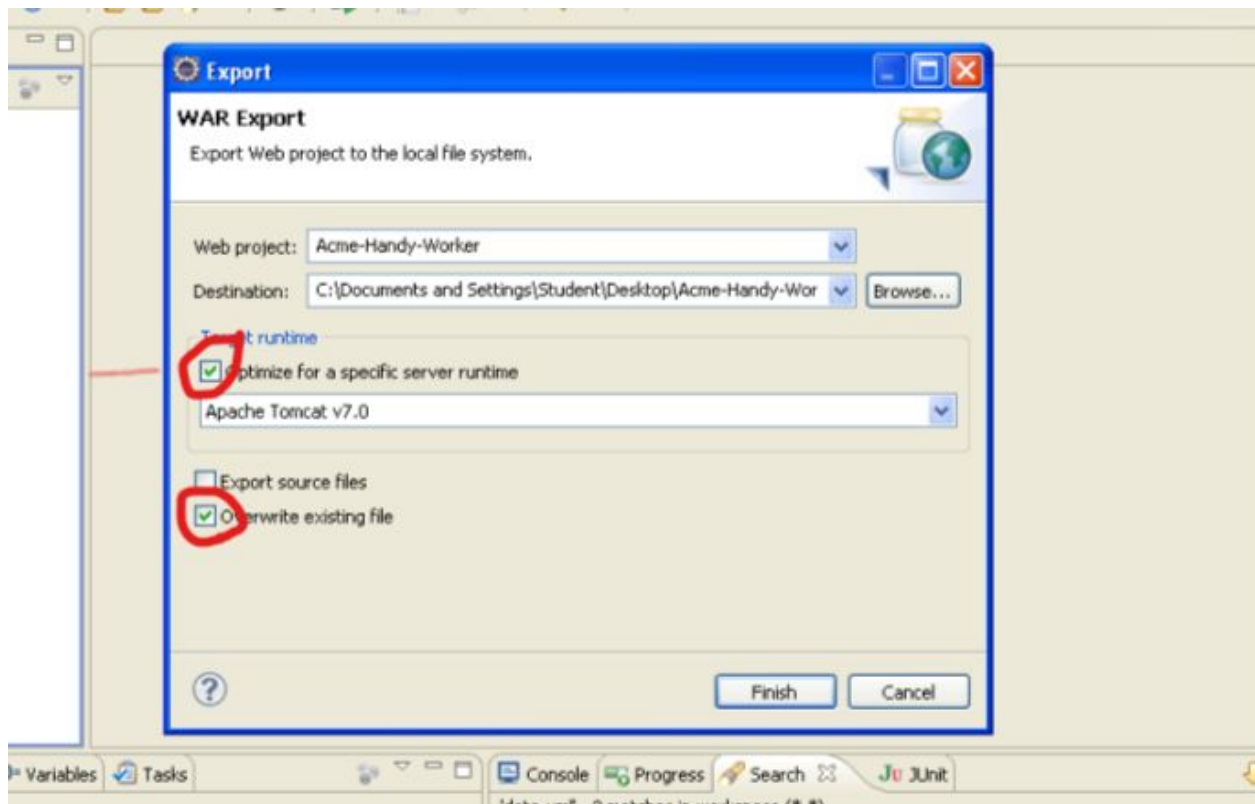 Export
WAR Export
Export Web project to the local file system.
Web project: Acme-Handy-Worker
Destination: C:\Documents and Settings\Student\Desktop\Acme-Handy-Wor Browse...
Target runtime
Optimize for a specific server runtime
Apache Tomcat v7.0
Export source files
Overwrite existing file
? Finish Cancel
Variables Tasks Console Progress Search Ju JUnit